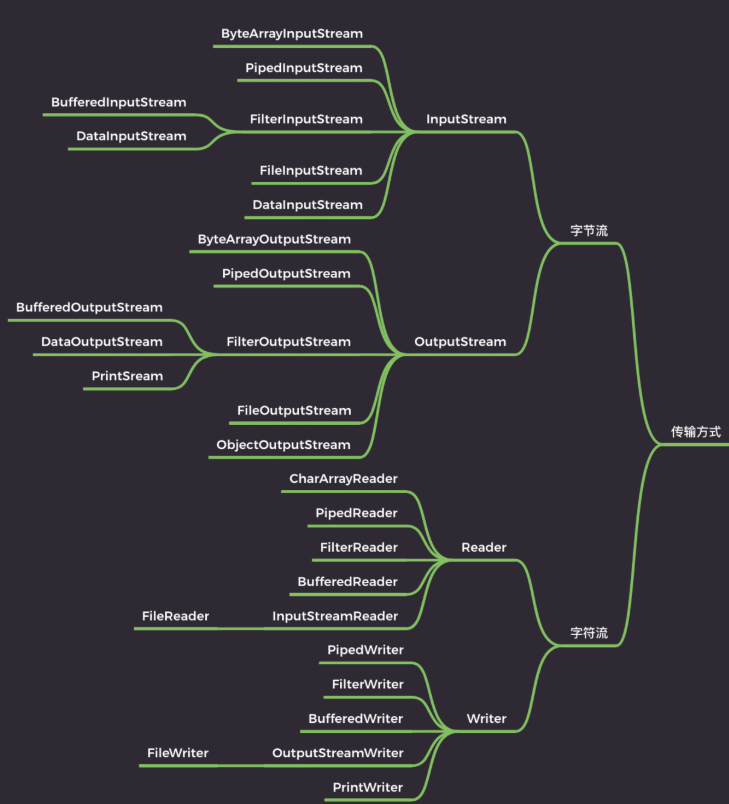 ByteArrayInputStream
PipedInputStream
BufferedInputStream
FilterInputStream
InputStream
DataInputStream
FileInputStream
DataInputStream
字节流
ByteArrayOutputStream
PipedOutputStream
BufferedOutputStream
DataOutputStream
FilterOutputStream
OutputStream
PrintSream
FileOutputStream
传输方式
ObjectOutputStream
CharArrayReader
PipedReader
FilterReader
Reader
BufferedReader
FileReader
InputStreamReader
字符流
PipedWriter
FilterWriter
BufferedWriter
Writer
FileWriter
OutputStreamWriter
PrintWriter